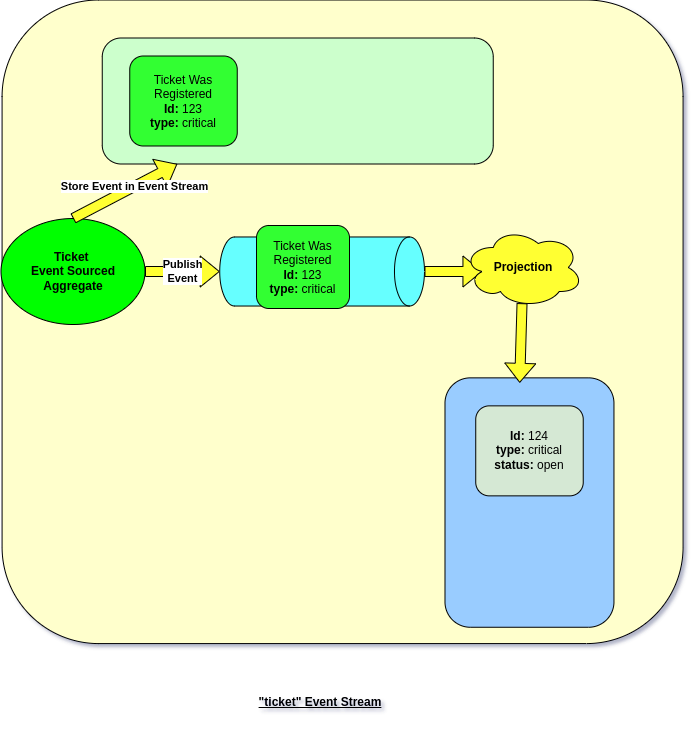 Ticket Was
Registered
Id: 123
type: critical
Store Event in Event Stream
Ticket
Event Sourced
Aggregate
Publish
Event
Ticket Was
Registered
Id: 123
type: critical
Projection
Id: 124
type: critical
status: open
"ticket" Event Stream